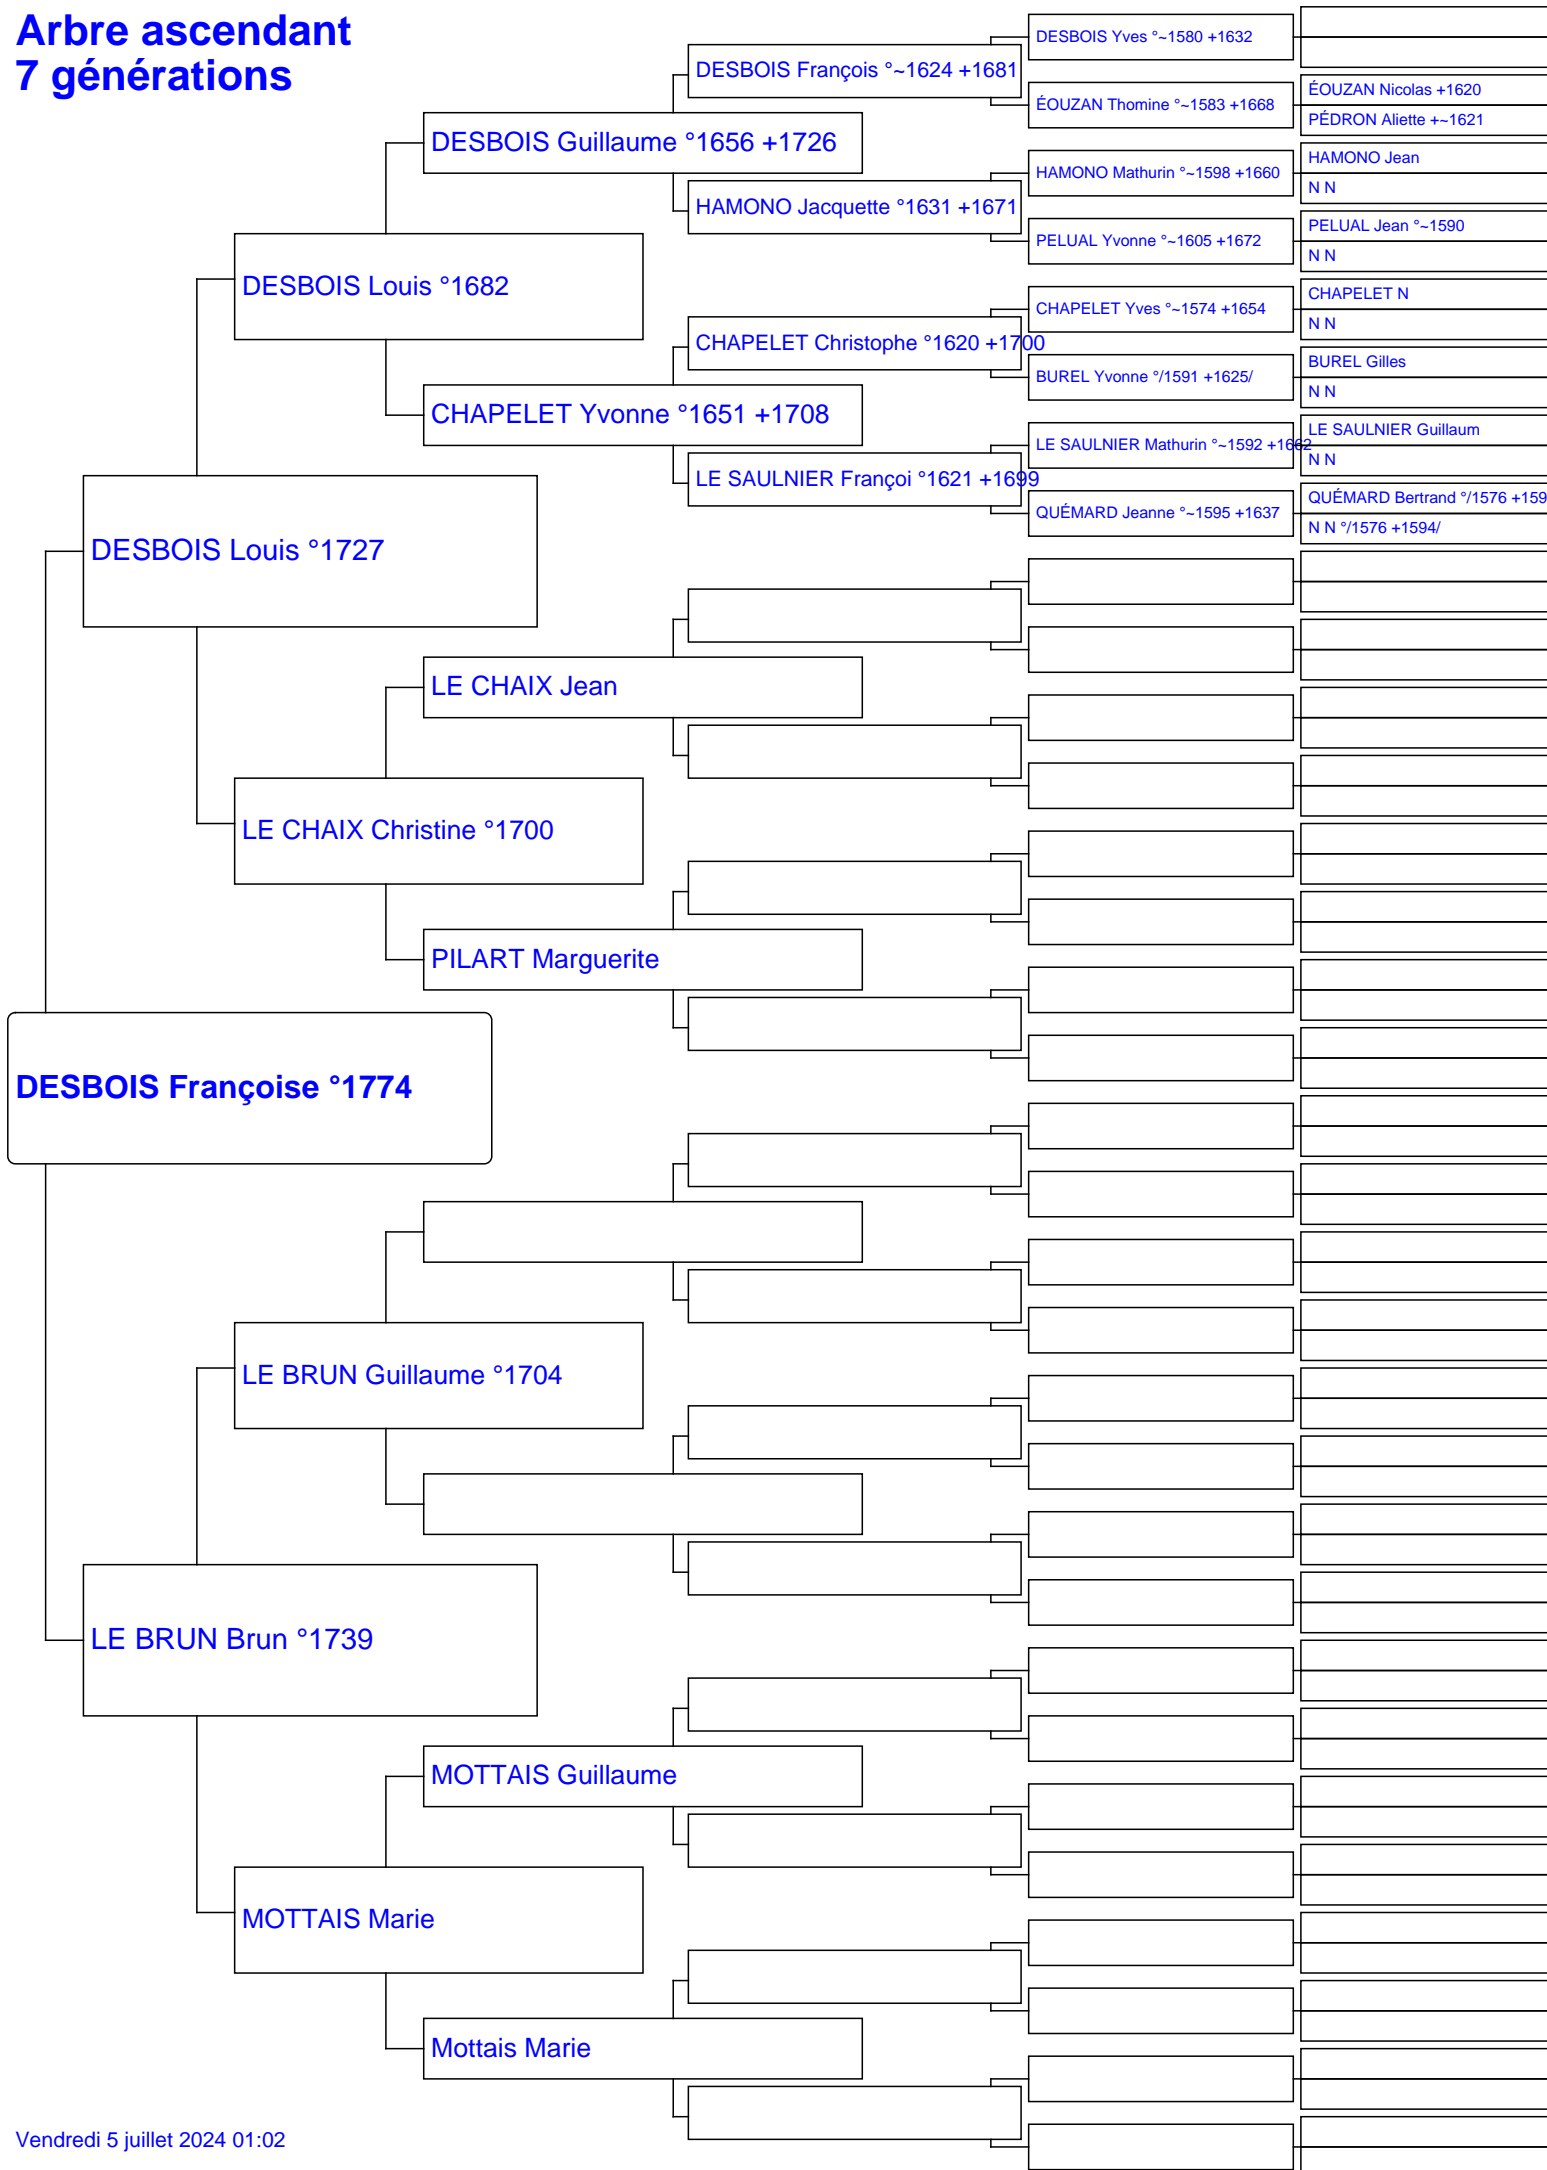 Arbre ascendant
7 générations
DESBOIS Yves °~1580 +1632
DESBOIS François °~1624 +1681
ÉOUZAN Nicolas +1620
ÉOUZAN Thomine °~1583 +1668
PÉDRON Aliette +~1621
DESBOIS Guillaume °1656 +1726
HAMONO Jean
HAMONO Mathurin °~1598 +1660
N N
HAMONO Jacquette °1631 +1671
PELUAL Jean °~1590
PELUAL Yvonne °~1605 +1672
N N
DESBOIS Louis °1682
CHAPELET N
CHAPELET Yves °~1574 +1654
N N
CHAPELET Christophe °1620 +1700
BUREL Gilles
BUREL Yvonne °/1591 +1625/
N N
CHAPELET Yvonne °1651 +1708
LE SAULNIER Guillaum
LE SAULNIER Mathurin °~1592 +1662
N N
LE SAULNIER Françoi °1621 +1699
QUÉMARD Bertrand °/1576 +159
QUÉMARD Jeanne °~1595 +1637
N N °/1576 +1594/
DESBOIS Louis °1727
LE CHAIX Jean
LE CHAIX Christine °1700
PILART Marguerite
DESBOIS Françoise °1774
LE BRUN Guillaume °1704
LE BRUN Brun °1739
MOTTAIS Guillaume
MOTTAIS Marie
Mottais Marie
Vendredi 5 juillet 2024 01:02